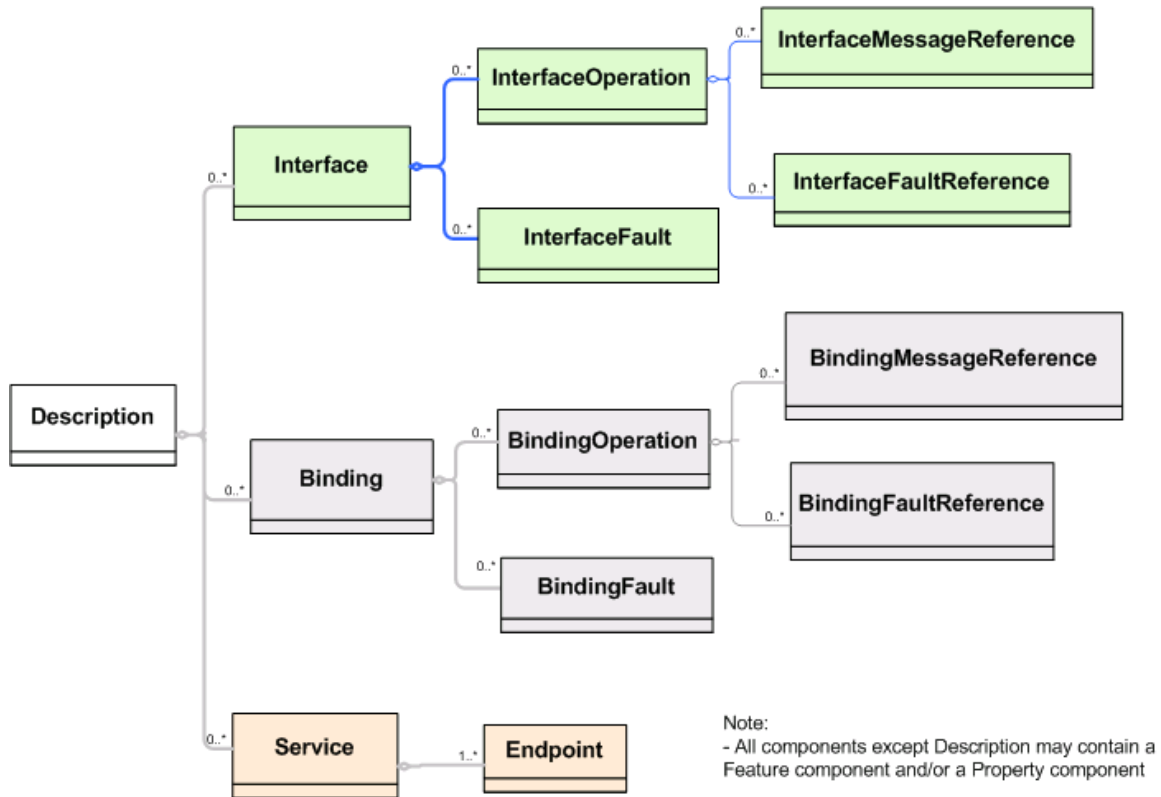 0..*
InterfaceMessageReference
0..*
InterfaceOperation
0..*
Interface
0..*
InterfaceFaultReference
0..*
InterfaceFault
0..*
BindingMessageReference
0..*
Description
0..*
BindingOperation
0..*
Binding
0..*
BindingFaultReference
0..*
BindingFault
0..*
Service
1..*
Endpoint
Note:
- All components except Description may contain a
Feature component and/or a Property component